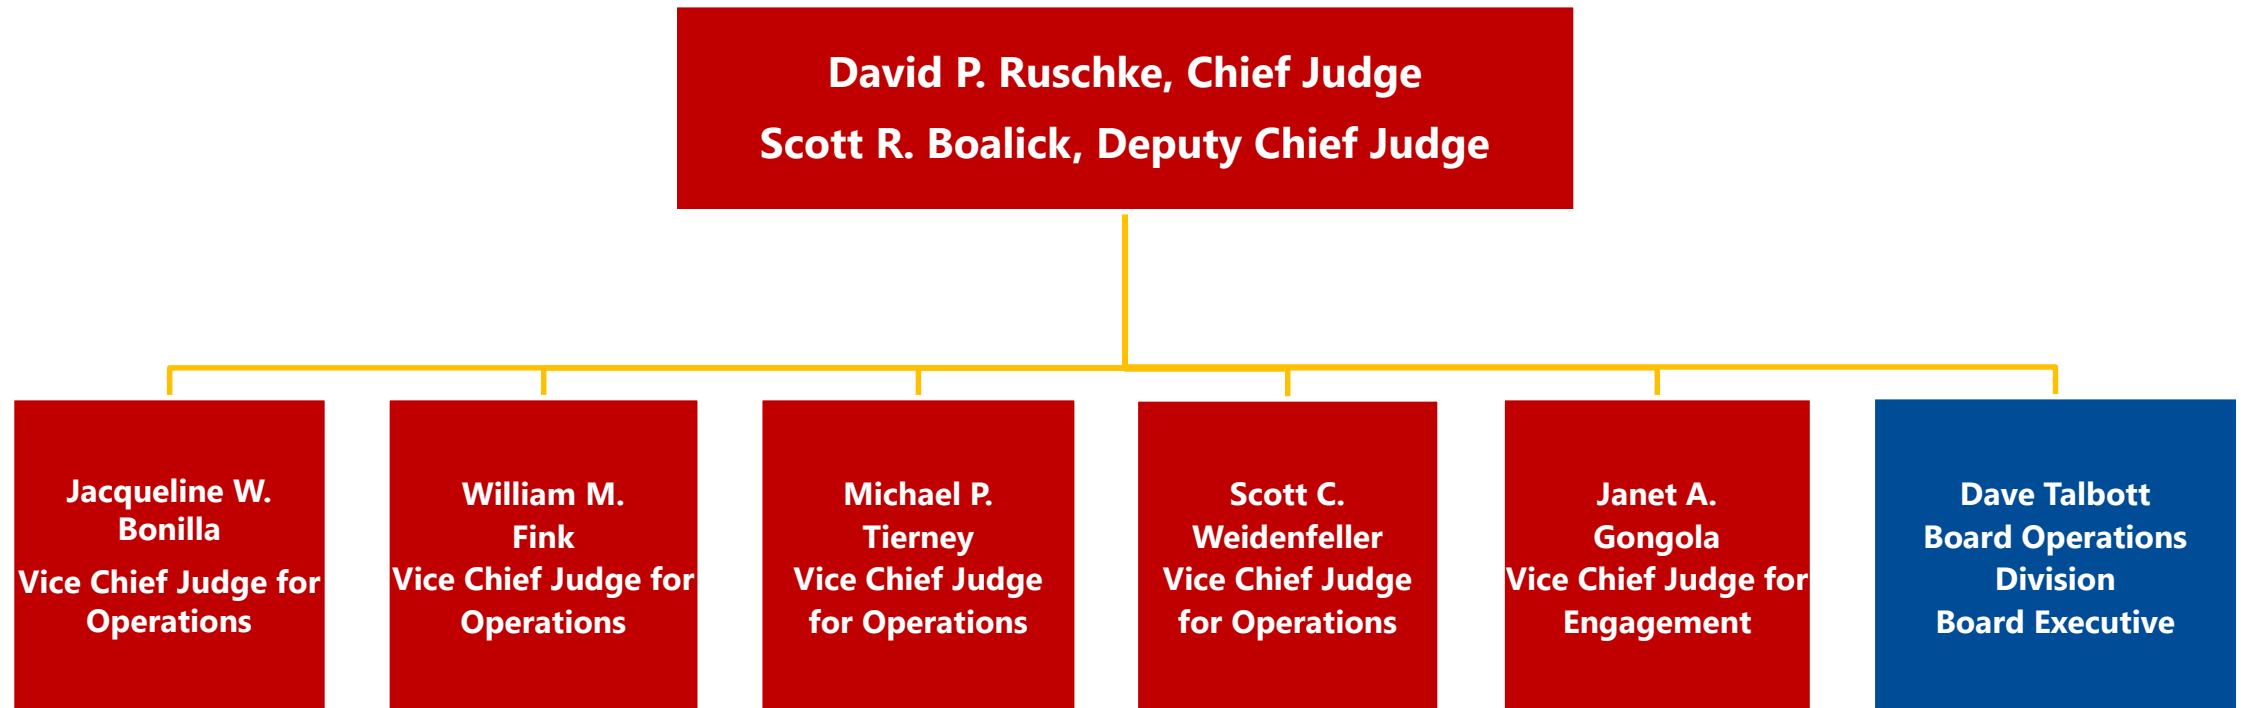 David P. Ruschke, Chief Judge
Scott R. Boalick, Deputy Chief Judge
Jacqueline W.
Bonilla
Vice Chief Judge for
Operations
William M.
Fink
Vice Chief Judge for
Operations
Michael P.
Tierney
Vice Chief Judge
for Operations
Scott C.
Weidenfeller
Vice Chief Judge
for Operations
Janet A.
Gongola
Vice Chief Judge for
Engagement
Dave Talbott
Board Operations
Division
Board Executive